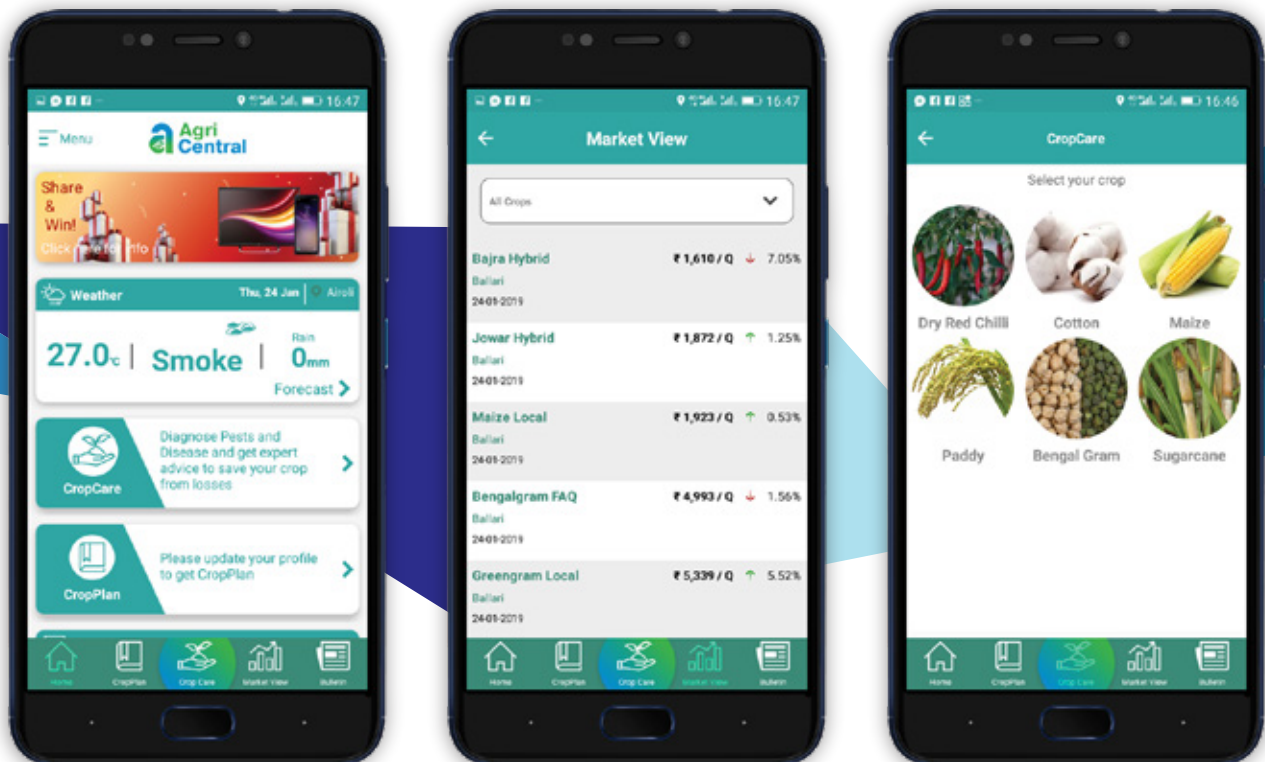 16:47
Menu
Agri
Central
Share
&
Win!
Click here for info
Weather
Thu, 24 Jan
Airoli
27.0°c
Smoke
Rain
0mm
Forecast
CropCare
Diagnose Pests and
Disease and get expert
advice to save your crop
from losses
CropPlan
Please update your profile
to get CropPlan
Home
CropPlan
Crop Care
Market View
Bulletin
16:47
Market View
All Crops
Bajra Hybrid ₹ 1,610 / Q 7.05%
Ballari
24-01-2019
Jowar Hybrid ₹ 1,872 / Q 1.25%
Ballari
24-01-2019
Maize Local ₹ 1,923 / Q 0.53%
Ballari
24-01-2019
Bengalgram FAQ ₹ 4,993 / Q 1.56%
Ballari
24-01-2019
Greengram Local ₹ 5,339 / Q 5.52%
Ballari
24-01-2019
Home
CropPlan
Crop Care
Market View
Bulletin
16:46
CropCare
Select your crop
Dry Red Chilli
Cotton
Maize
Paddy
Bengal Gram
Sugarcane
Home
CropPlan
Crop Care
Market View
Bulletin